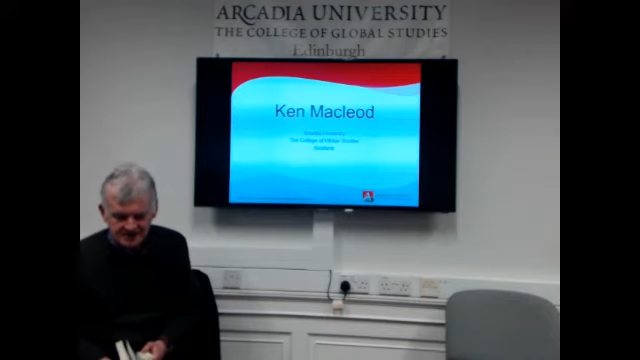 ARCADIA UNIVERSITY
THE COLLEGE OF GLOBAL STUDIES
Edinburgh
Ken Macleod
Arcadia University
The College of Global Studies
Scotland